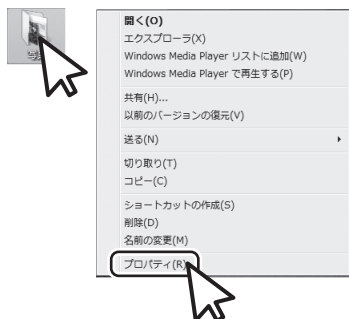 開く(O)
エクスプローラ(X)
Windows Media Player リストに追加(W)
Windows Media Player で再生する(P)
共有(H)...
以前のバージョンの復元(V)
送る(N)
切り取り(T)
コピー(C)
ショートカットの作成(S)
削除(D)
名前の変更(M)
プロパティ(R)